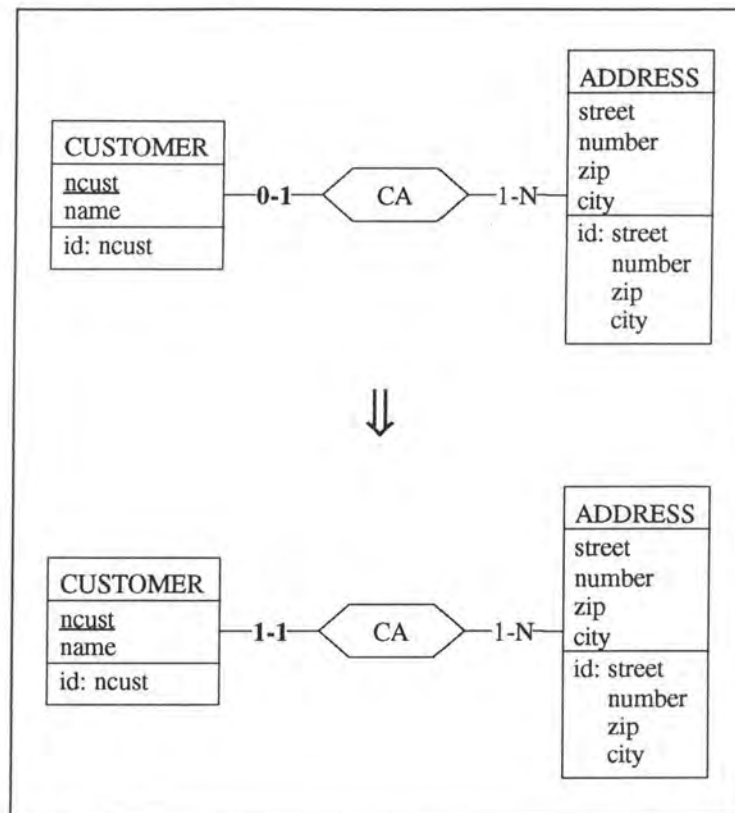 ADDRESS
street
number
zip
city
id: street
number
zip
city
CUSTOMER
ncust
name
id: ncust
0-1
CA
1-N
⇓
ADDRESS
street
number
zip
city
id: street
number
zip
city
CUSTOMER
ncust
name
id: ncust
1-1
CA
1-N